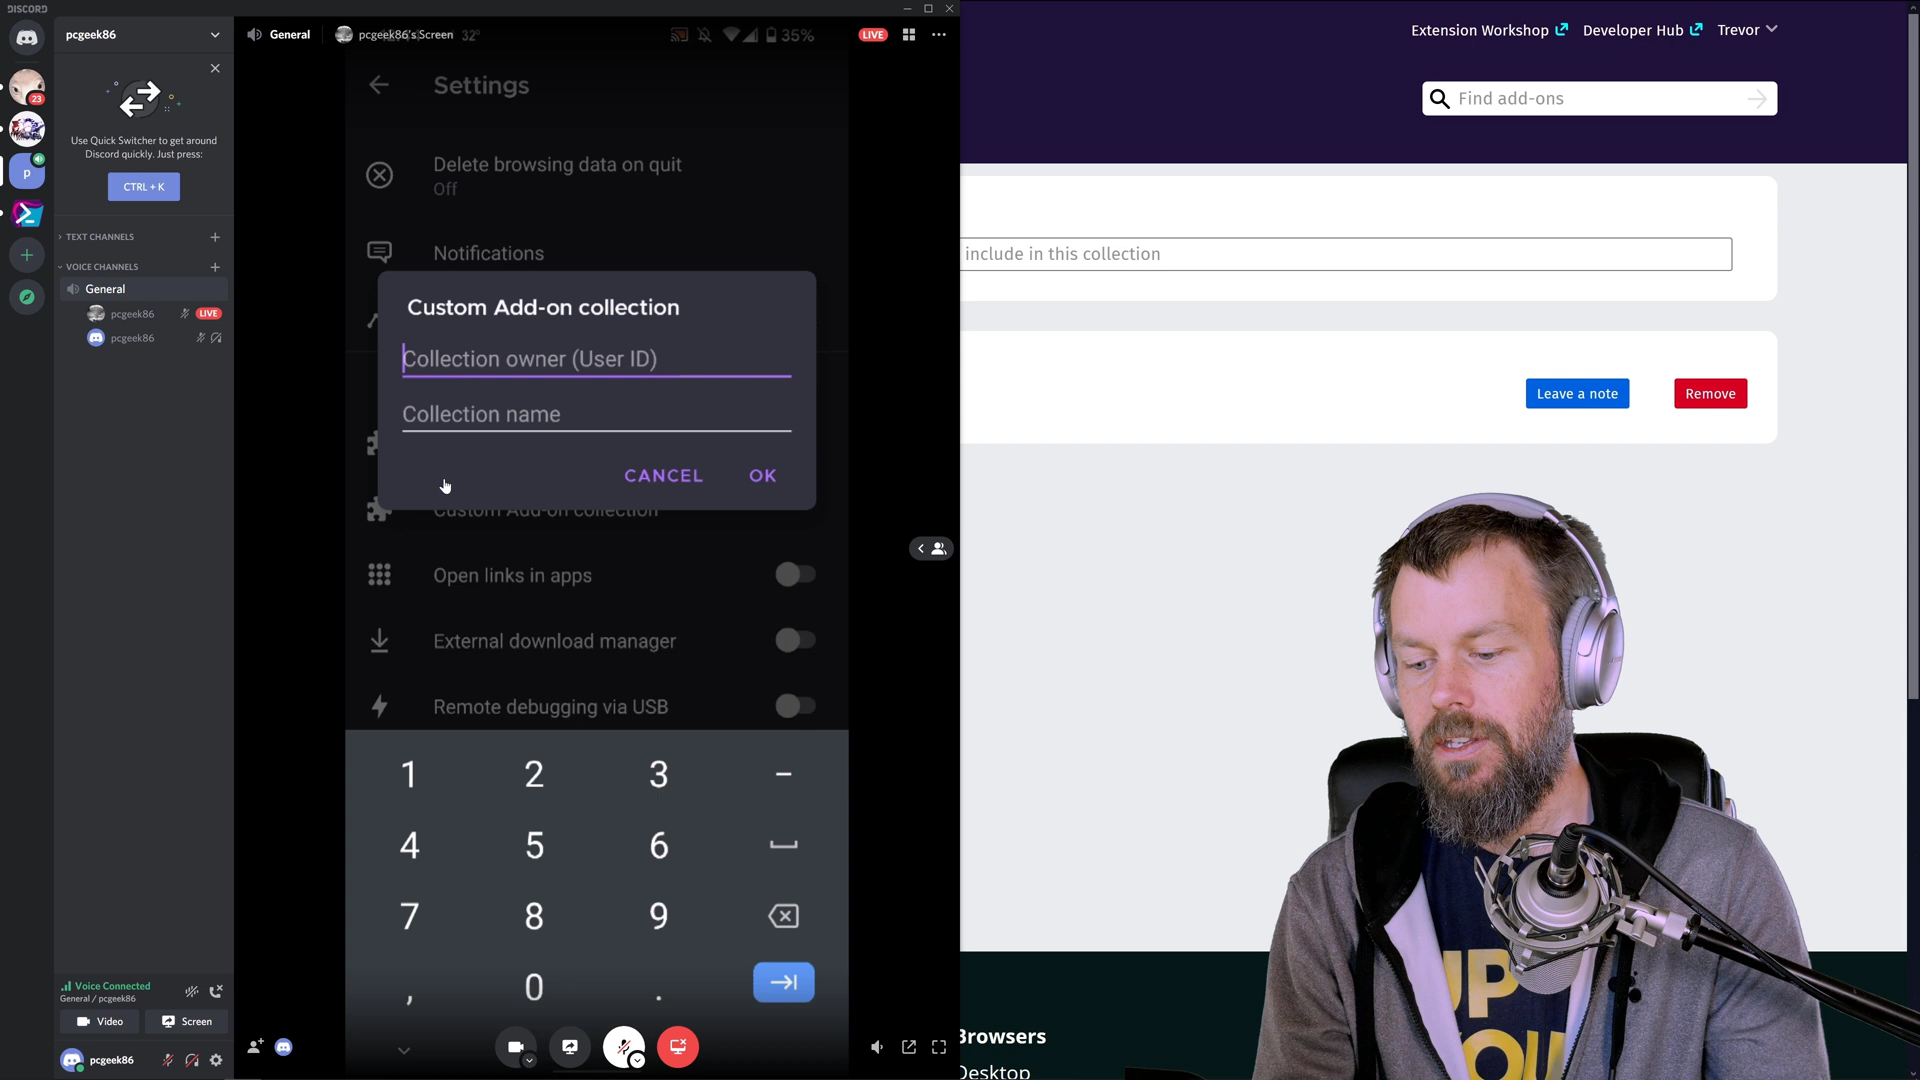 DISCORD
pcgeek86
General
pcgeek86's Screen
32°
35%
LIVE
Use Quick Switcher to get around
Discord quickly. Just press:
CTRL + K
TEXT CHANNELS
VOICE CHANNELS
General
pcgeek86
LIVE
pcgeek86
23
p
Settings
Delete browsing data on quit
Off
Notifications
Custom Add-on collection
Collection owner (User ID)
Collection name
CANCEL
OK
Custom Add-on collection
Open links in apps
External download manager
Remote debugging via USB
1 2 3 –
4 5 6
7 8 9
, 0 .
Voice Connected
General / pcgeek86
Video
Screen
pcgeek86
Extension Workshop
Developer Hub
Trevor
Find add-ons
include in this collection
Leave a note
Remove
Browsers
Desktop
UP
YOU